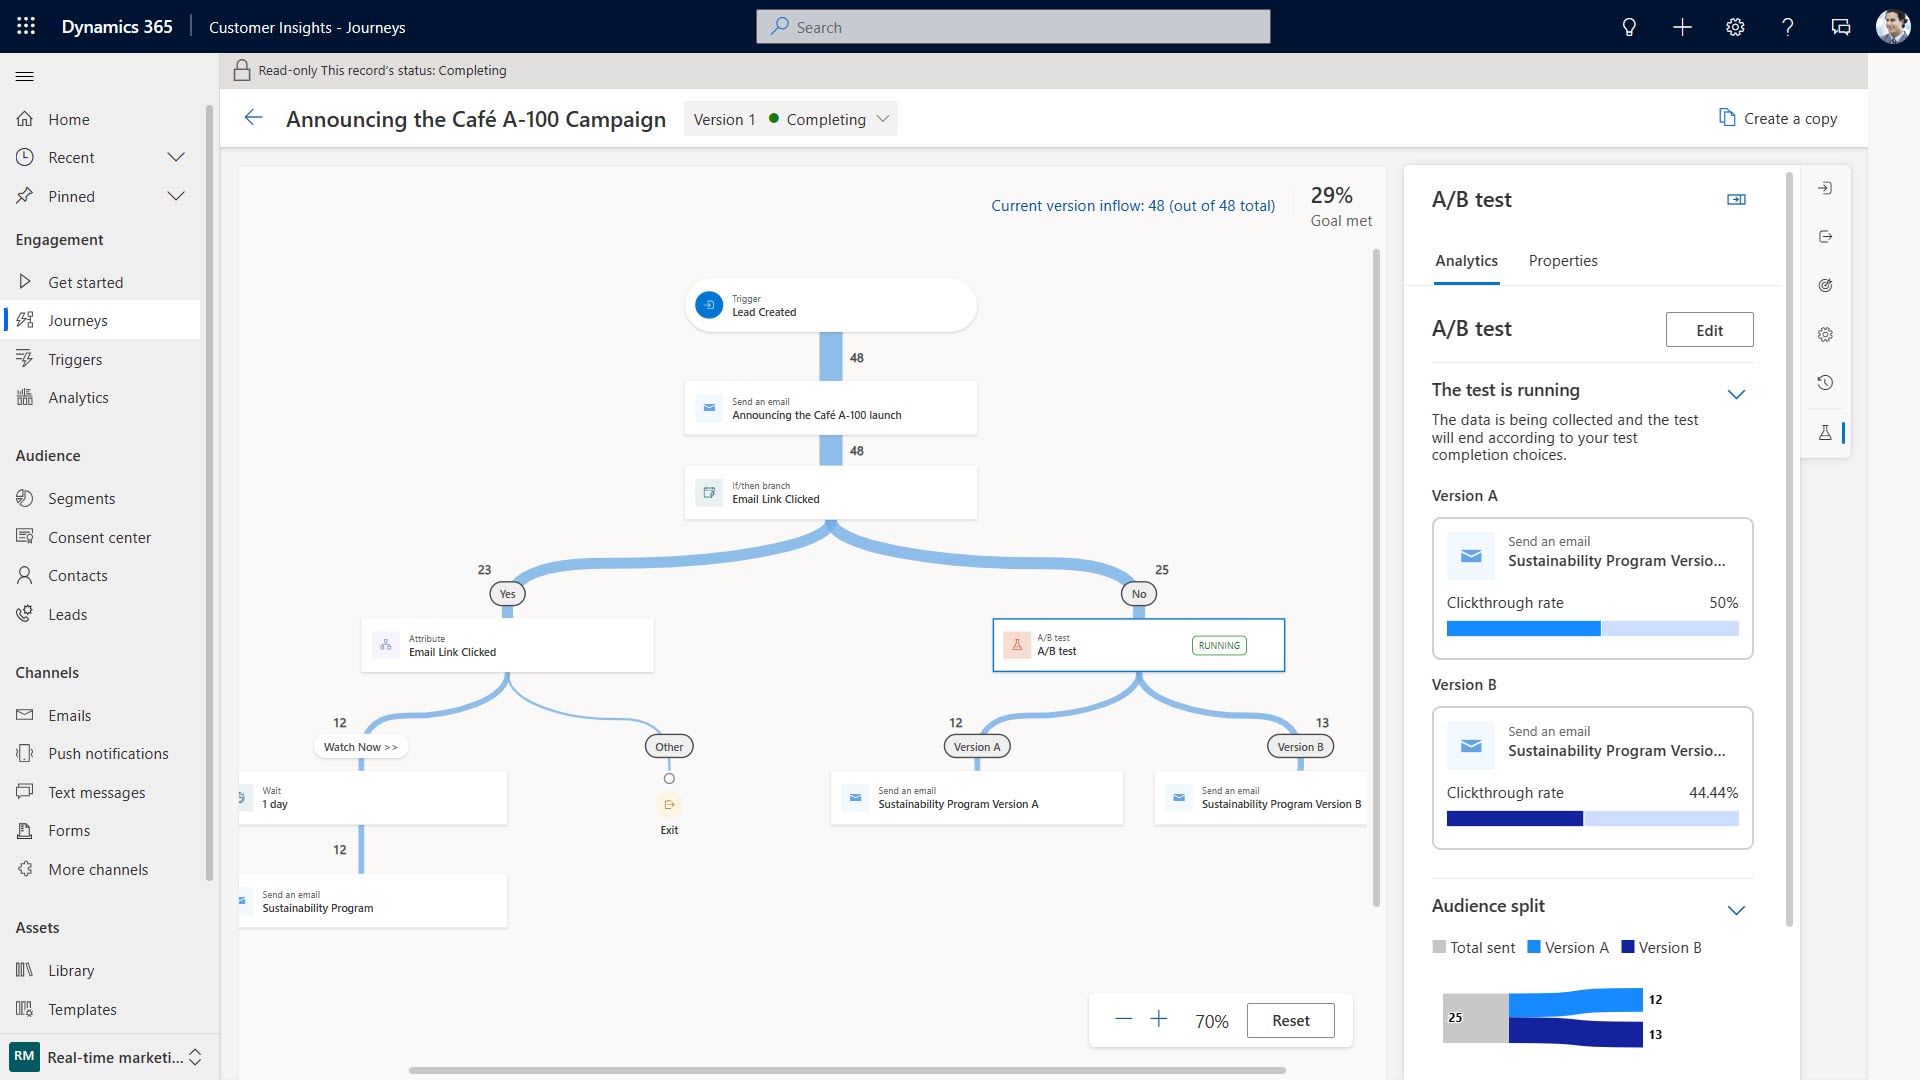 Dynamics 365
Customer Insights - Journeys
Search
Read-only This record's status: Completing
Home
Recent
Pinned
Engagement
Get started
Journeys
Triggers
Analytics
Audience
Segments
Consent center
Contacts
Leads
Channels
Emails
Push notifications
Text messages
Forms
More channels
Assets
Library
Templates
RM
Real-time marketi...
Announcing the Café A-100 Campaign
Version 1
Completing
Create a copy
Current version inflow: 48 (out of 48 total)
29%
Goal met
Trigger
Lead Created
48
Send an email
Announcing the Café A-100 launch
48
If/then branch
Email Link Clicked
23
Yes
25
No
Attribute
Email Link Clicked
A/B test
A/B test
RUNNING
12
Watch Now >>
Other
12
Version A
13
Version B
Wait
1 day
Exit
Send an email
Sustainability Program Version A
Send an email
Sustainability Program Version B
12
Send an email
Sustainability Program
70%
Reset
A/B test
Analytics
Properties
A/B test
Edit
The test is running
The data is being collected and the test
will end according to your test
completion choices.
Version A
Send an email
Sustainability Program Versio...
Clickthrough rate
50%
Version B
Send an email
Sustainability Program Versio...
Clickthrough rate
44.44%
Audience split
Total sent
Version A
Version B
25
12
13